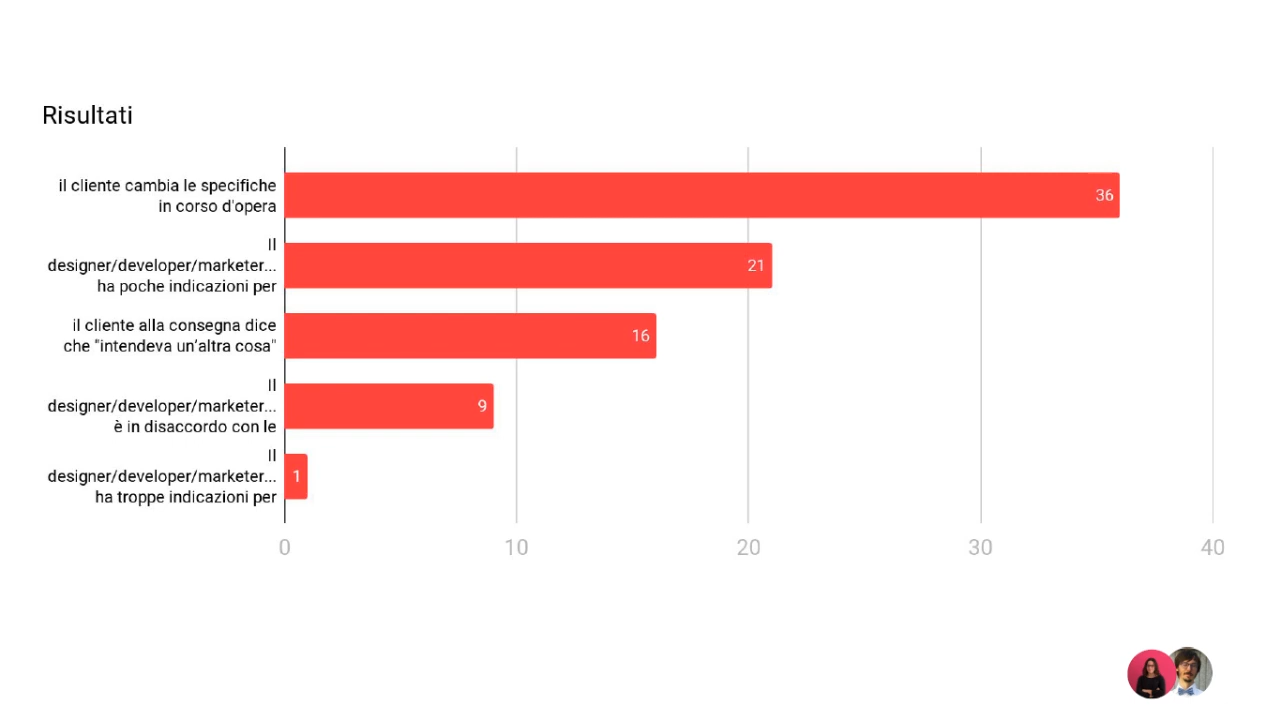 Risultati
il cliente cambia le specifiche
in corso d'opera
36
Il
designer/developer/marketer...
ha poche indicazioni per
21
il cliente alla consegna dice
che "intendeva un'altra cosa"
16
Il
designer/developer/marketer...
è in disaccordo con le
9
Il
designer/developer/marketer...
ha troppe indicazioni per
1
0 10 20 30 40